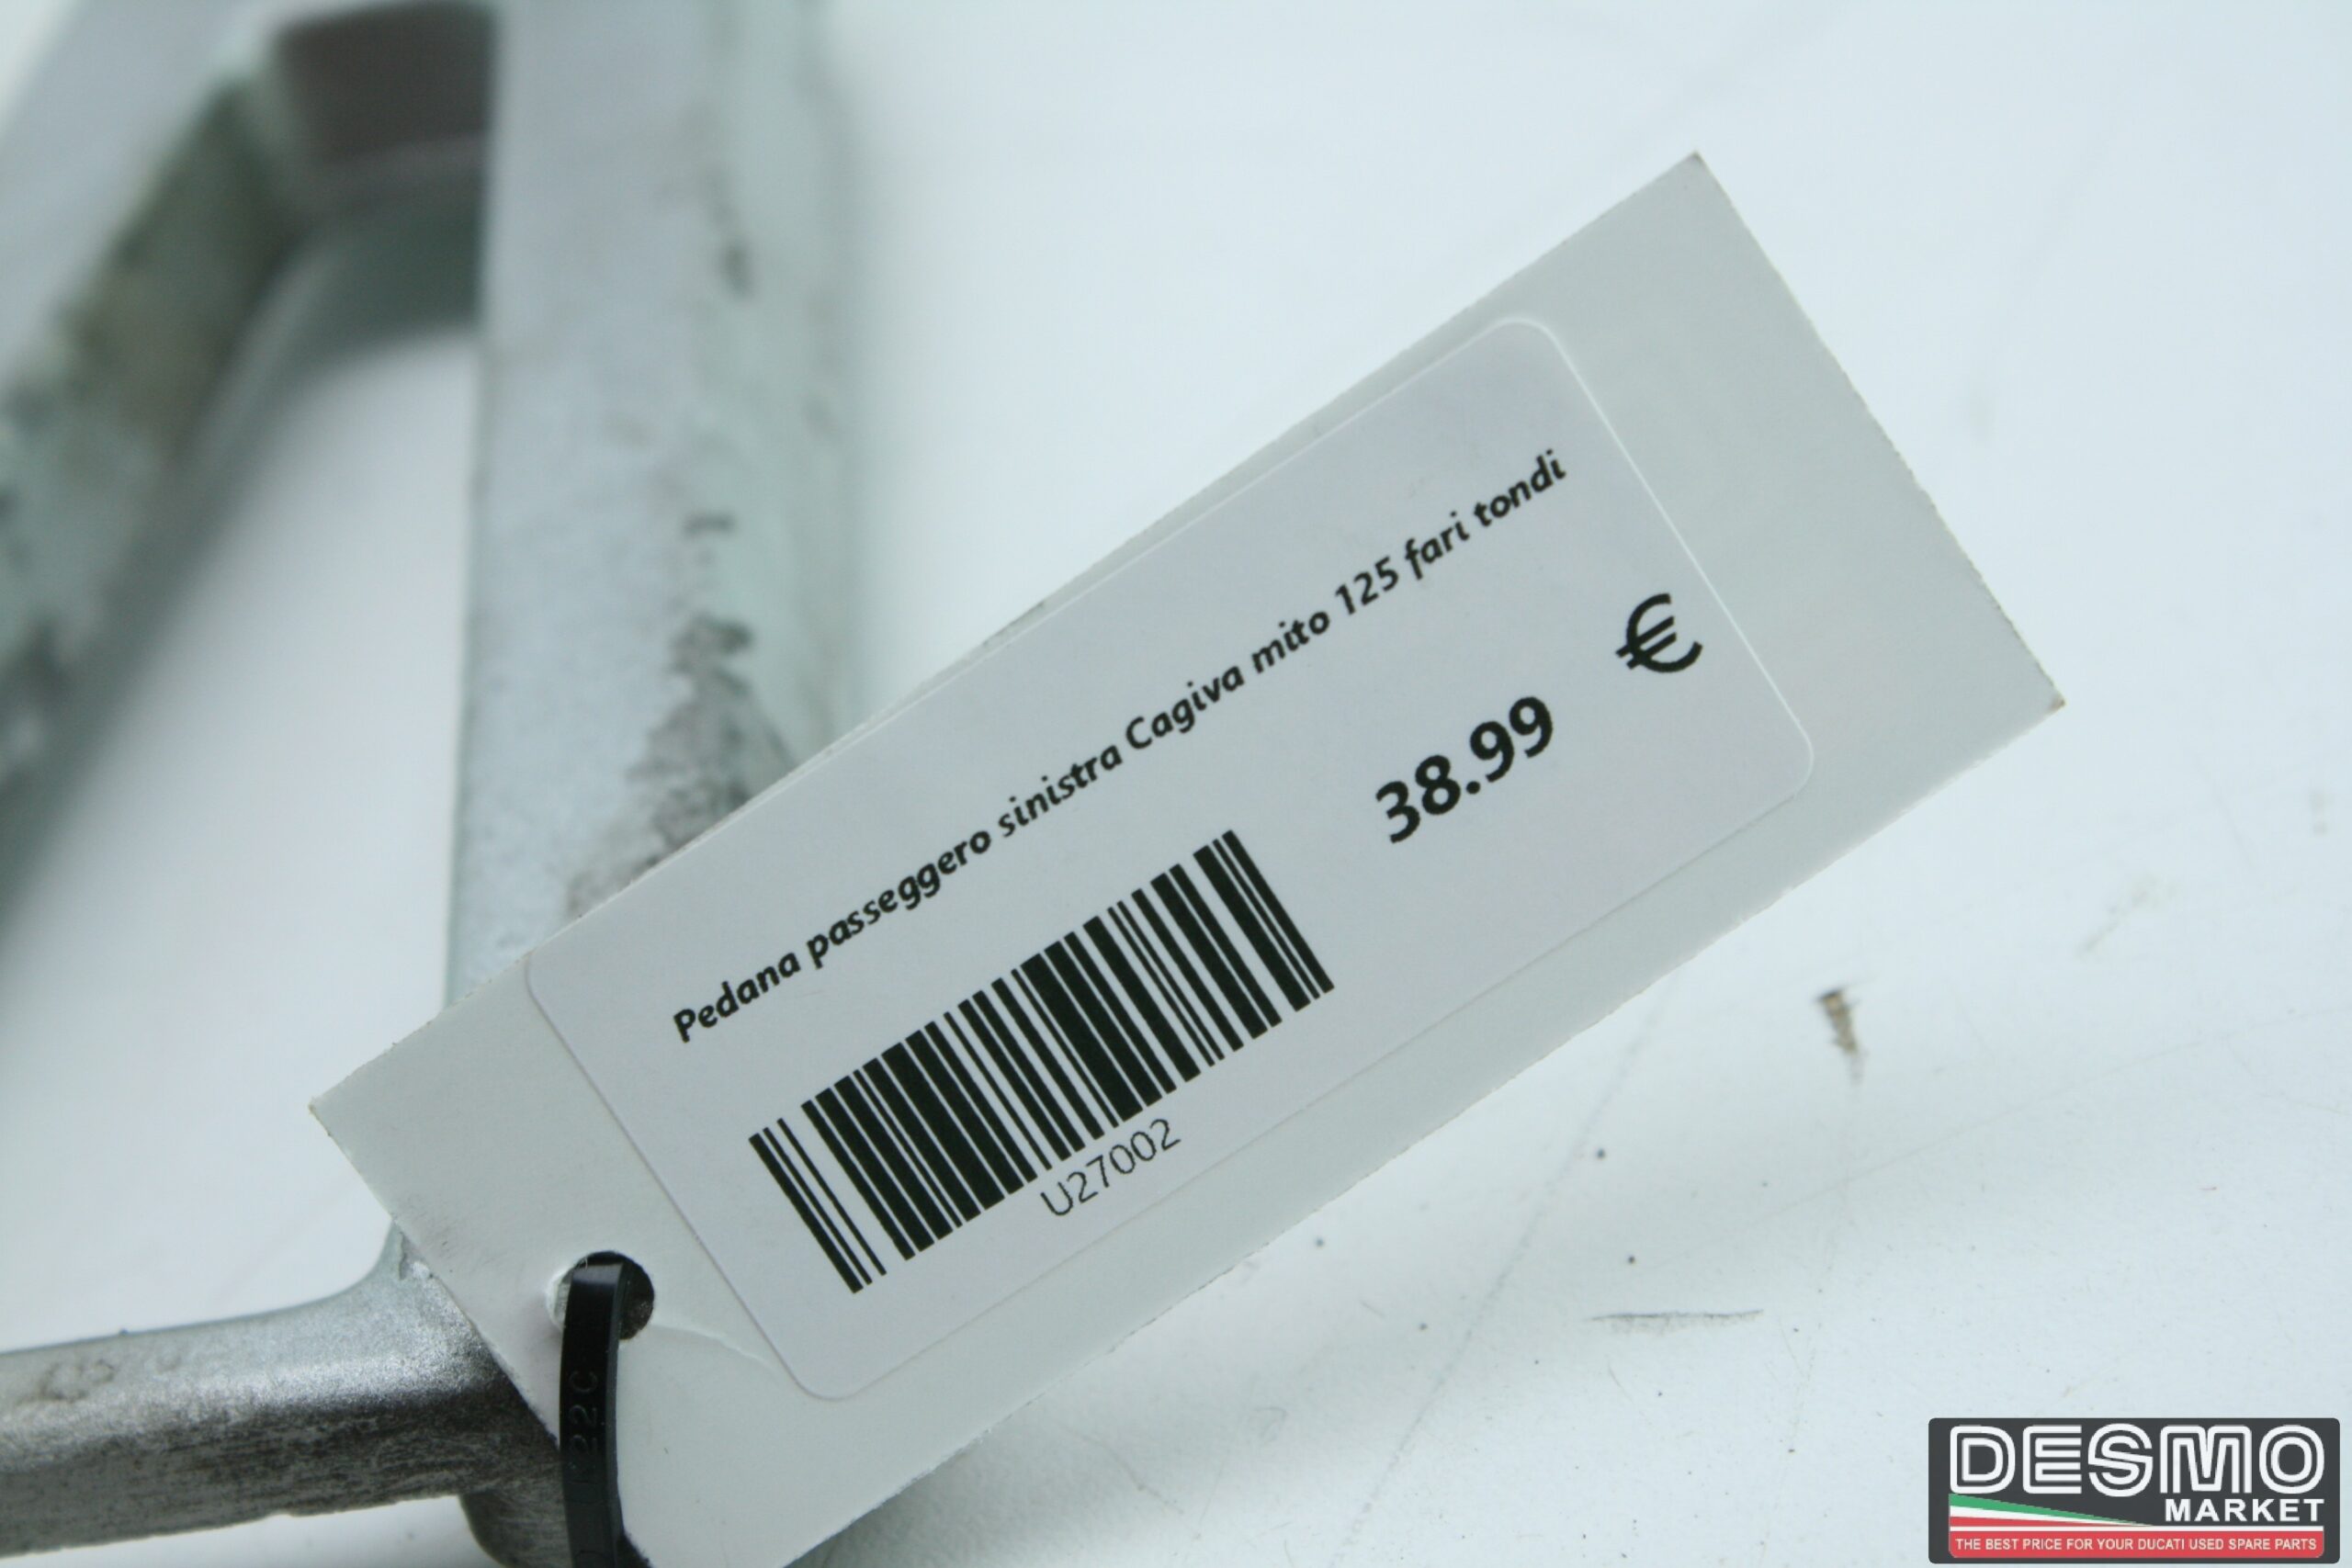 Pedana passeggero sinistra Cagiva mito 125 fari tondi
38.99 €
U27002
DESMO
MARKET
THE BEST PRICE FOR YOUR DUCATI USED SPARE PARTS